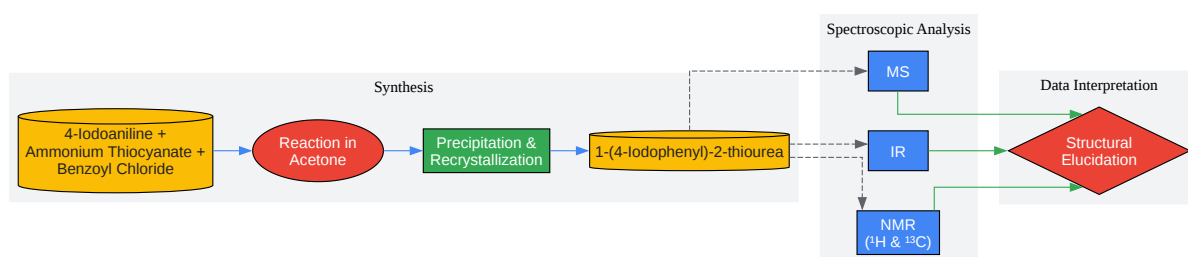 Synthesis
4-Iodoaniline +
Ammonium Thiocyanate +
Benzoyl Chloride
Reaction in
Acetone
Precipitation &
Recrystallization
1-(4-Iodophenyl)-2-thiourea
Spectroscopic Analysis
MS
IR
NMR
(¹H & ¹³C)
Data Interpretation
Structural
Elucidation